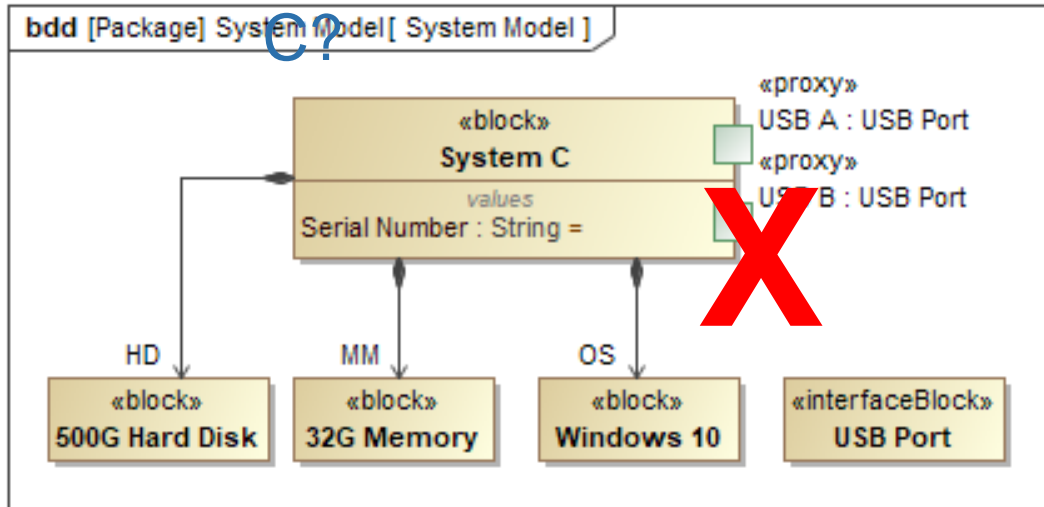 bdd [Package] System Model [ System Model ]
C?
«proxy»
USB A : USB Port
«proxy»
USB B : USB Port
X
«block»
System C
values
Serial Number : String =
HD
MM
OS
«block»
500G Hard Disk
«block»
32G Memory
«block»
Windows 10
«interfaceBlock»
USB Port